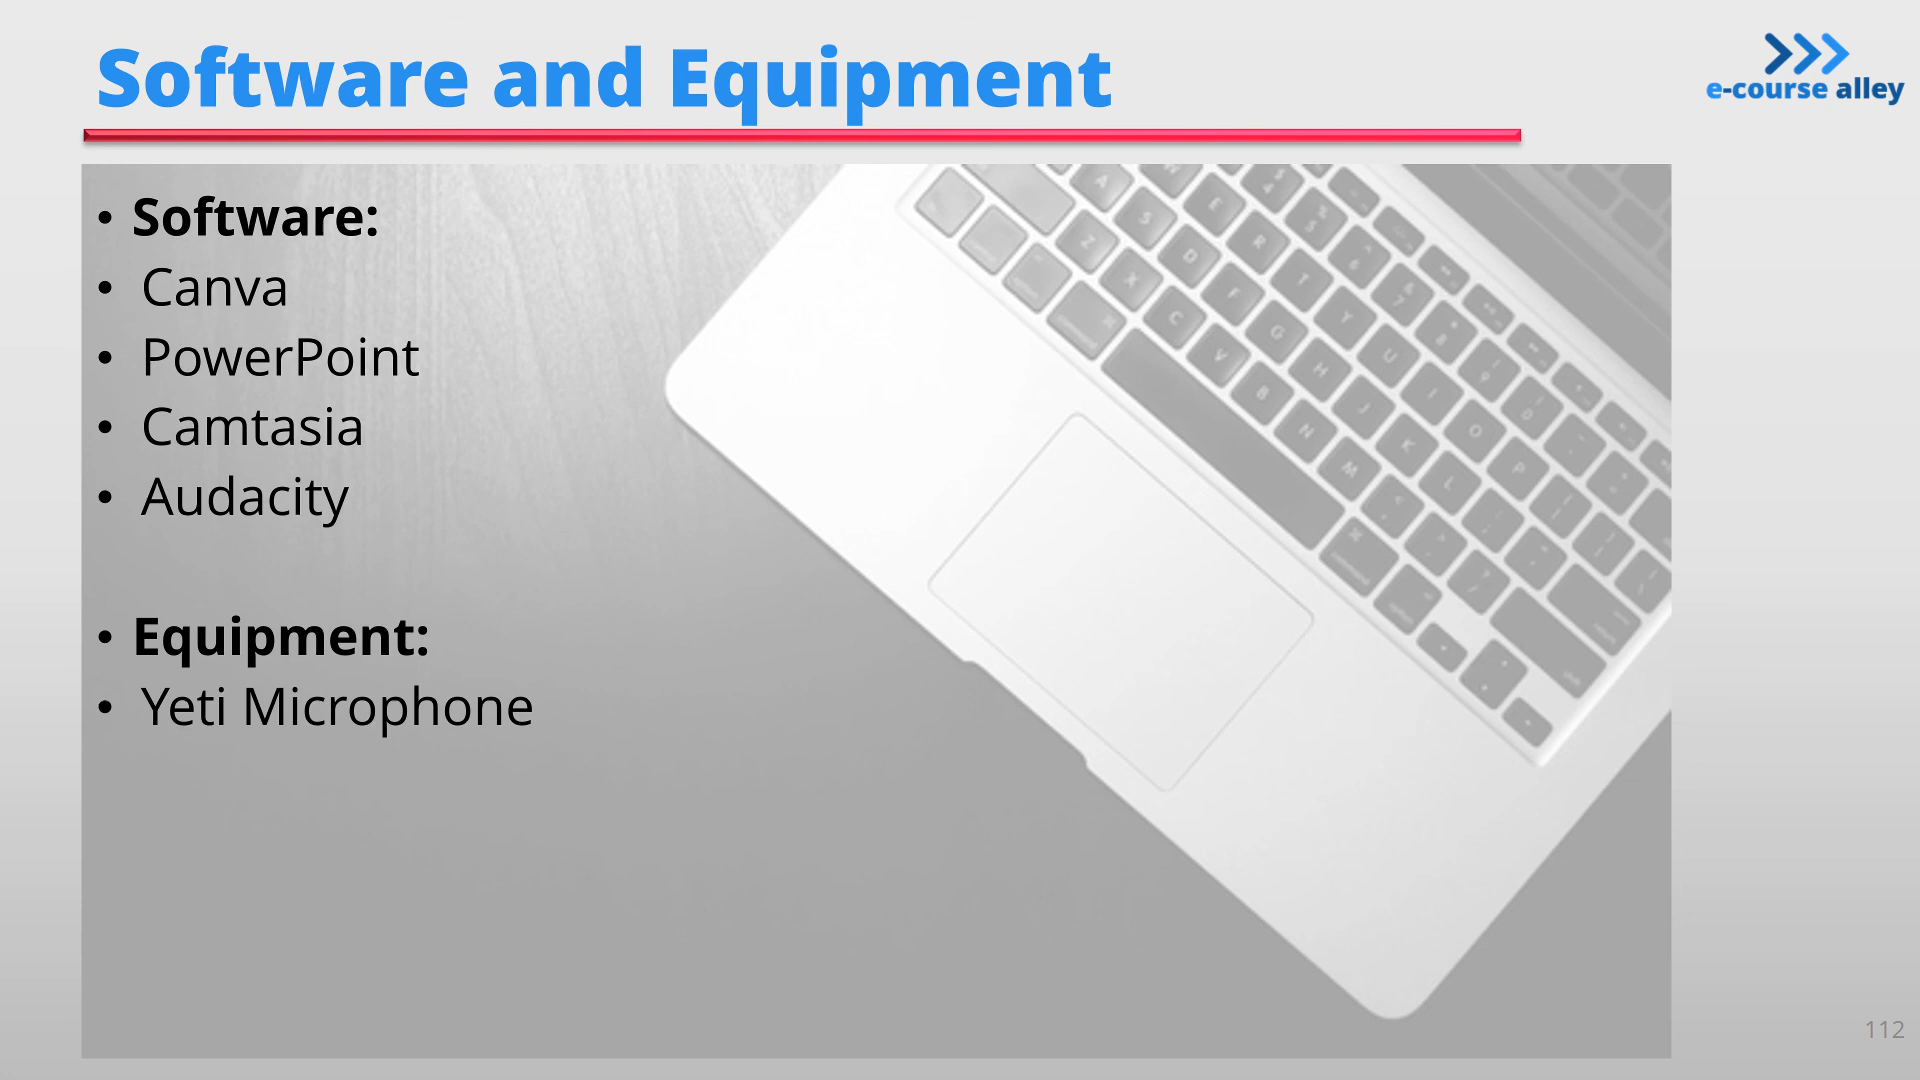 Software and Equipment
e-course alley
• Software:
• Canva
• PowerPoint
• Camtasia
• Audacity
• Equipment:
• Yeti Microphone
112